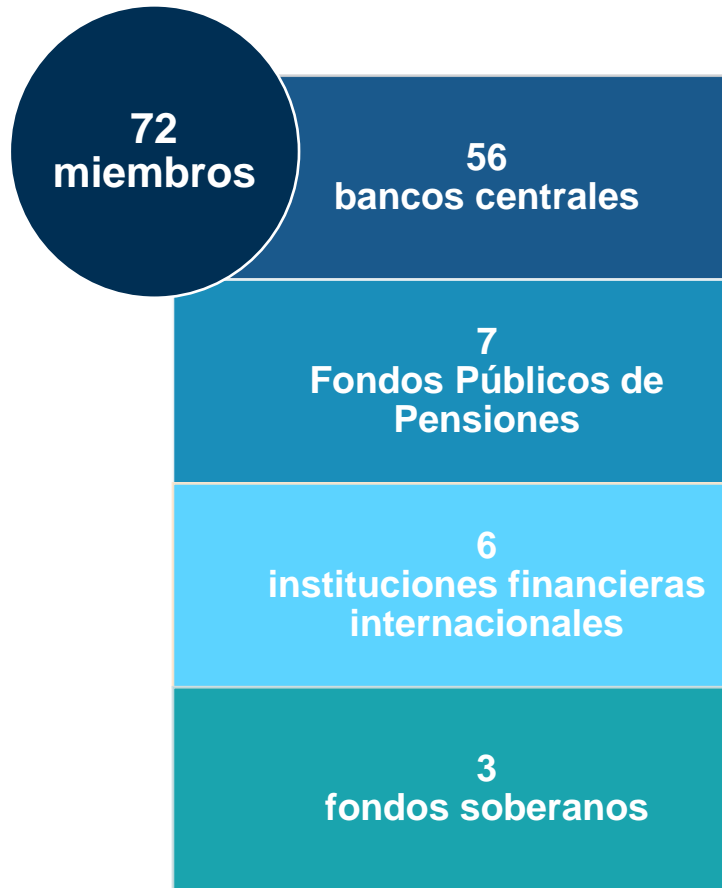 72
miembros
56
bancos centrales
7
Fondos Públicos de
Pensiones
6
instituciones financieras
internacionales
3
fondos soberanos